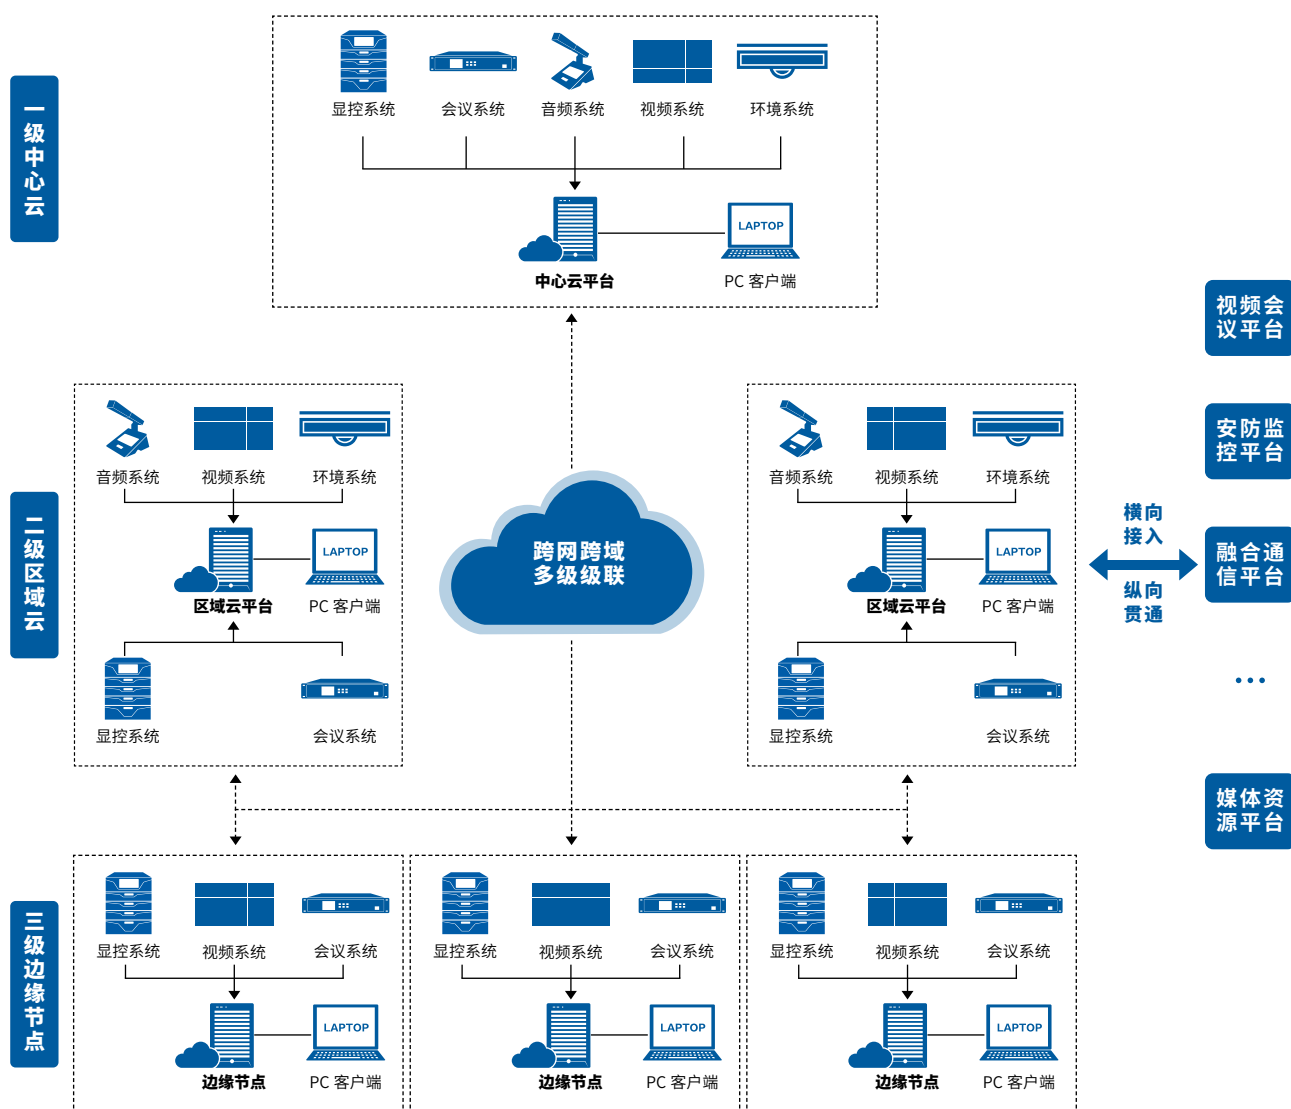 一级中心云
显控系统
会议系统
音频系统
视频系统
环境系统
LAPTOP
中心云平台
PC 客户端
视频会
议平台
安防监
控平台
融合通
信平台
...
媒体资
源平台
二级区域云
音频系统
视频系统
环境系统
LAPTOP
区域云平台
PC 客户端
显控系统
会议系统
跨网跨域
多级级联
音频系统
视频系统
环境系统
LAPTOP
区域云平台
PC 客户端
显控系统
会议系统
横向
接入
纵向
贯通
三级边缘节点
显控系统
视频系统
会议系统
LAPTOP
边缘节点
PC 客户端
显控系统
视频系统
会议系统
LAPTOP
边缘节点
PC 客户端
显控系统
视频系统
会议系统
LAPTOP
边缘节点
PC 客户端